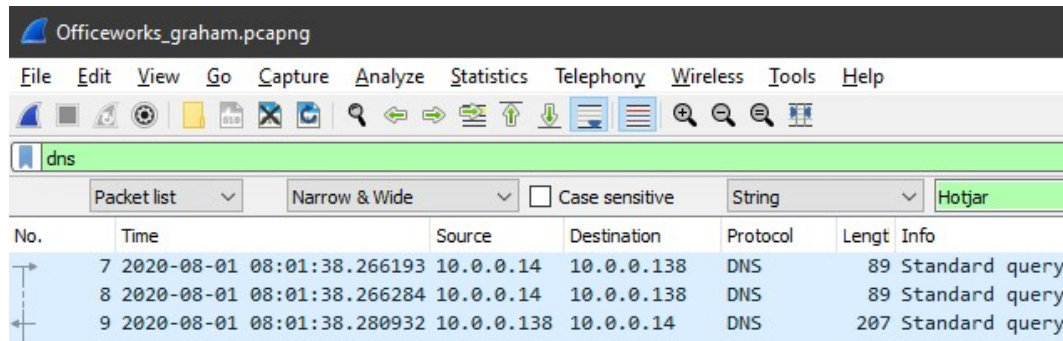 Officeworks_graham.pcapng
File Edit View Go Capture Analyze Statistics Telephony Wireless Tools Help
dns
Packet list Narrow & Wide Case sensitive String Hotjar
No. Time Source Destination Protocol Lengt Info
7 2020-08-01 08:01:38.266193 10.0.0.14 10.0.0.138 DNS 89 Standard query
8 2020-08-01 08:01:38.266284 10.0.0.14 10.0.0.138 DNS 89 Standard query
9 2020-08-01 08:01:38.280932 10.0.0.138 10.0.0.14 DNS 207 Standard query